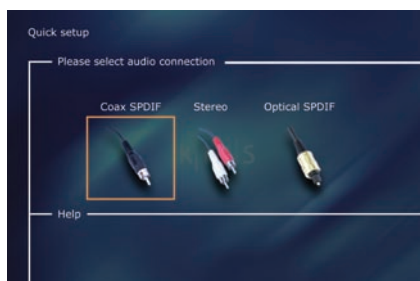 Quick setup
Please select audio connection
Coax SPDIF Stereo Optical SPDIF
Help